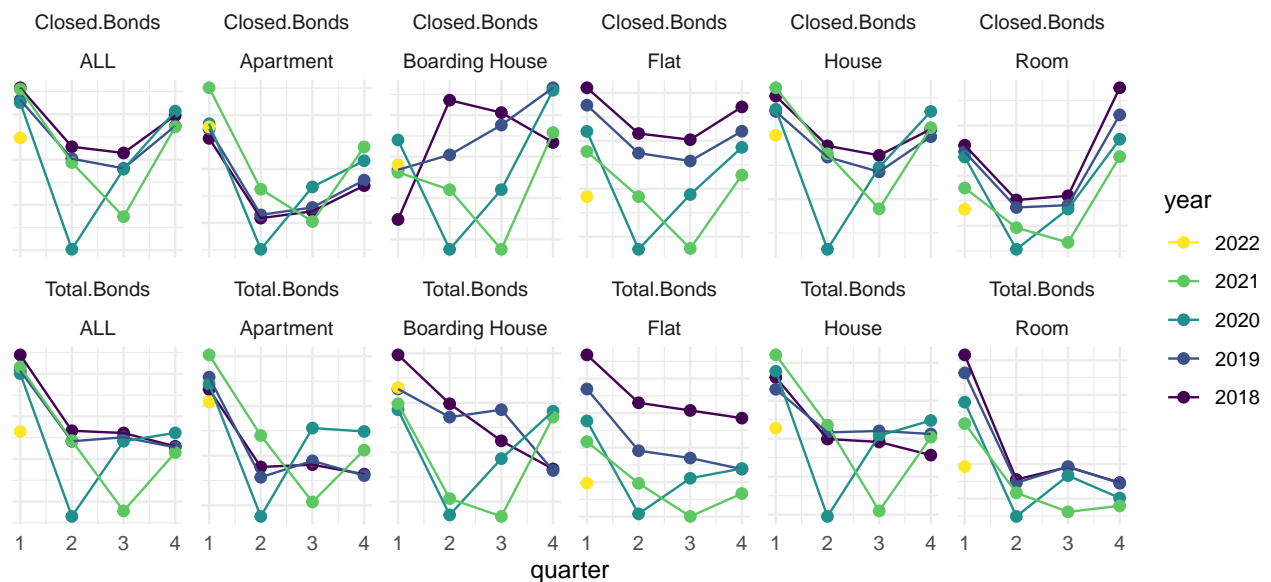 Closed.Bonds Closed.Bonds Closed.Bonds Closed.Bonds Closed.Bonds Closed.Bonds
ALL Apartment Boarding House Flat House Room
Total.Bonds Total.Bonds Total.Bonds Total.Bonds Total.Bonds Total.Bonds
ALL Apartment Boarding House Flat House Room
1 2 3 4 1 2 3 4 1 2 3 4 1 2 3 4 1 2 3 4 1 2 3 4
quarter
year
2022
2021
2020
2019
2018